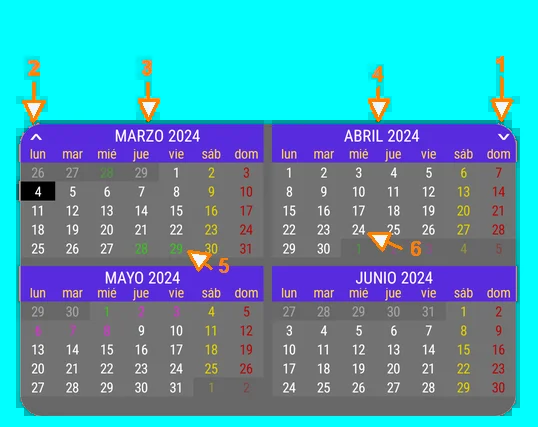 2 3 4 1
MARZO 2024
lun mar mié jue vie sáb dom
26 27 28 29 1 2 3
4 5 6 7 8 9 10
11 12 13 14 15 16 17
18 19 20 21 22 23 24
25 26 27 28 29 30 31
ABRIL 2024
lun mar mié jue vie sáb dom
1 2 3 4 5 6 7
8 9 10 11 12 13 14
15 16 17 18 19 20 21
22 23 24 25 26 27 28
29 30 1 4 5
5 6
MAYO 2024
lun mar mié jue vie sáb dom
29 30 1 2 3 4 5
6 7 8 9 10 11 12
13 14 15 16 17 18 19
20 21 22 23 24 25 26
27 28 29 30 31 1 2
JUNIO 2024
lun mar mié jue vie sáb dom
27 28 29 30 31 1 2
3 4 5 6 7 8 9
10 11 12 13 14 15 16
17 18 19 20 21 22 23
24 25 26 27 28 29 30